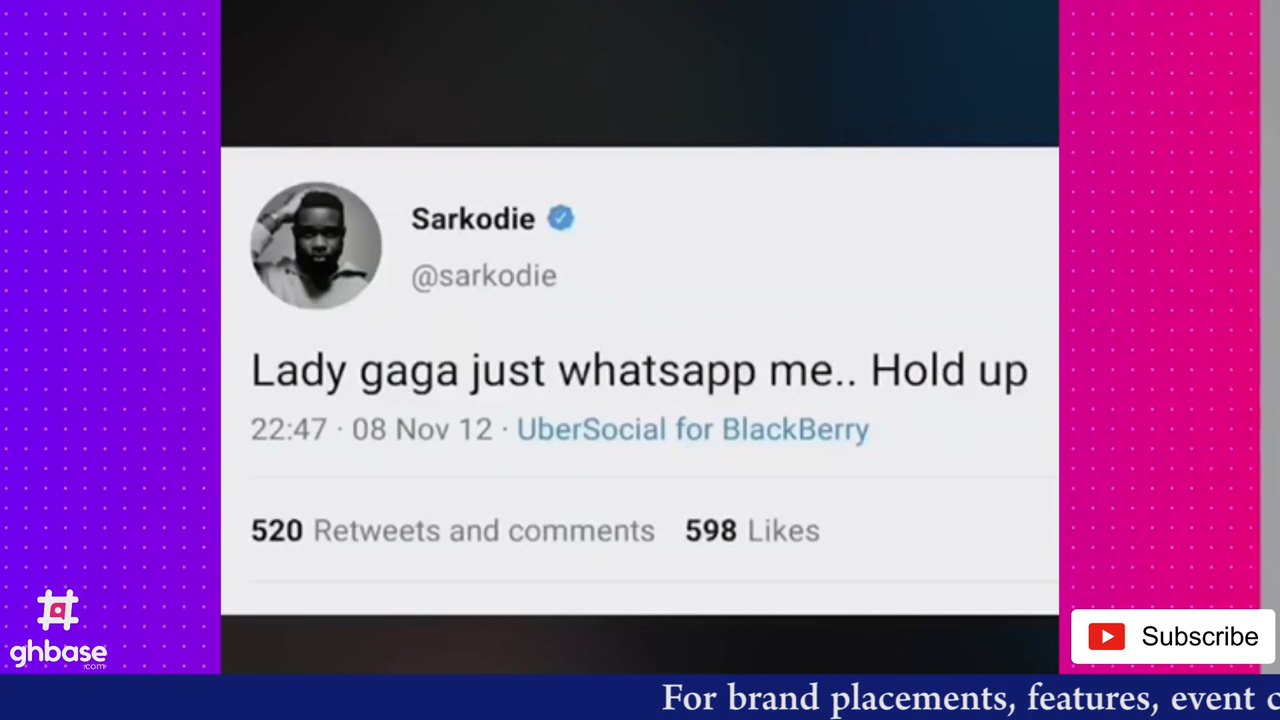 Sarkodie
@sarkodie
Lady gaga just whatsapp me.. Hold up
22:47 · 08 Nov 12 · UberSocial for BlackBerry
520 Retweets and comments 598 Likes
ghbase
.com
Subscribe
For brand placements, features, event